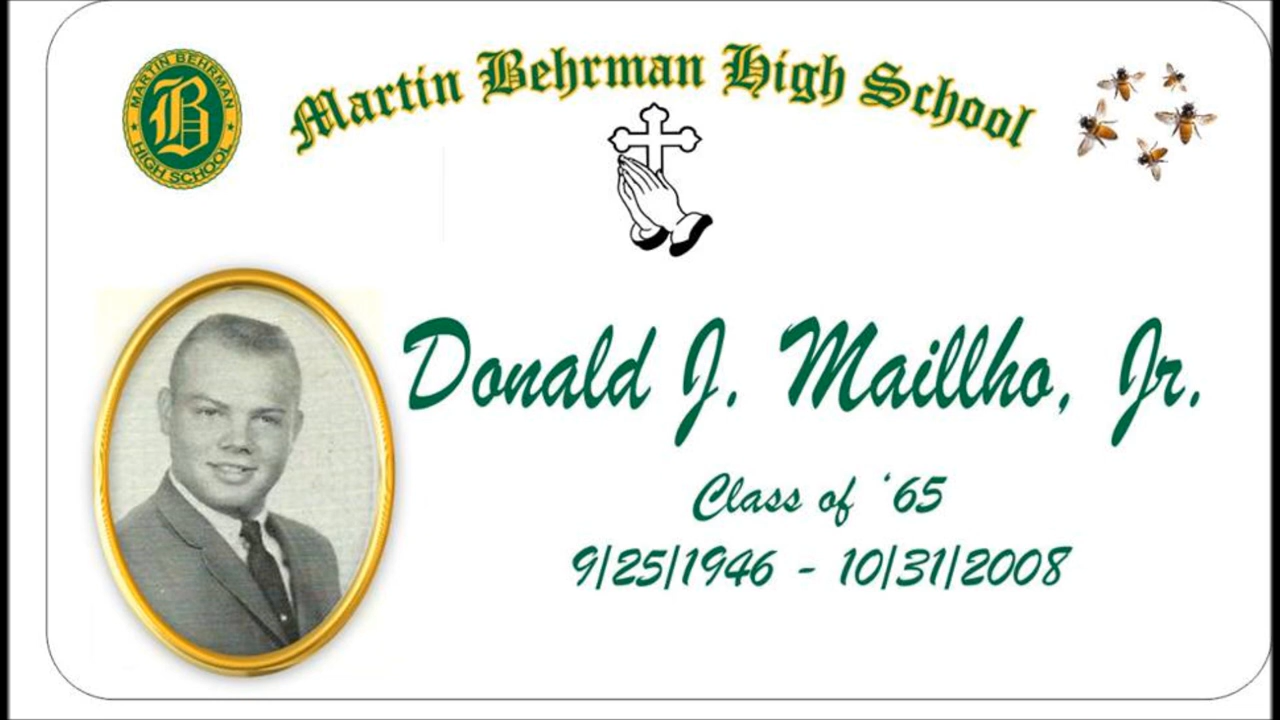 Martin Behrman High School
MARTIN BEHRMAN
B
HIGH SCHOOL
Donald J. Maillho, Jr.
Class of ‘65
9/25/1946 - 10/31/2008